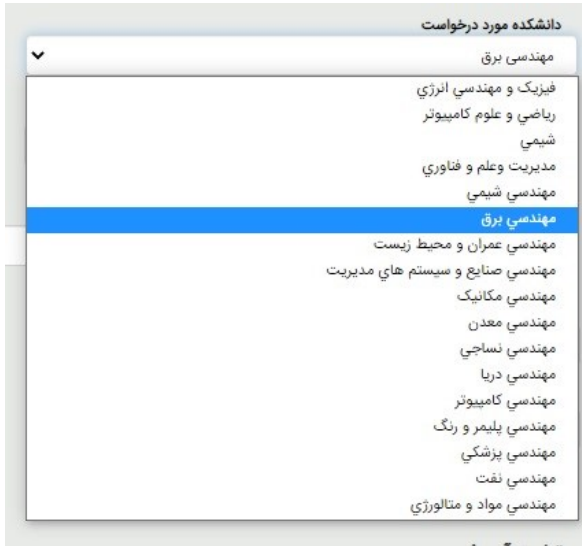 دانشکده مورد درخواست
مهندسی برق
فيزيک و مهندسي انرژي
رياضي و علوم کامپيوتر
شيمي
مديريت وعلم و فناوري
مهندسي شيمي
مهندسي برق
مهندسي عمران و محيط زيست
مهندسي صنايع و سيستم هاي مديريت
مهندسي مکانيک
مهندسي معدن
مهندسي نساجي
مهندسي دريا
مهندسي کامپيوتر
مهندسي پليمر و رنگ
مهندسي پزشکي
مهندسي نفت
مهندسي مواد و متالورژي